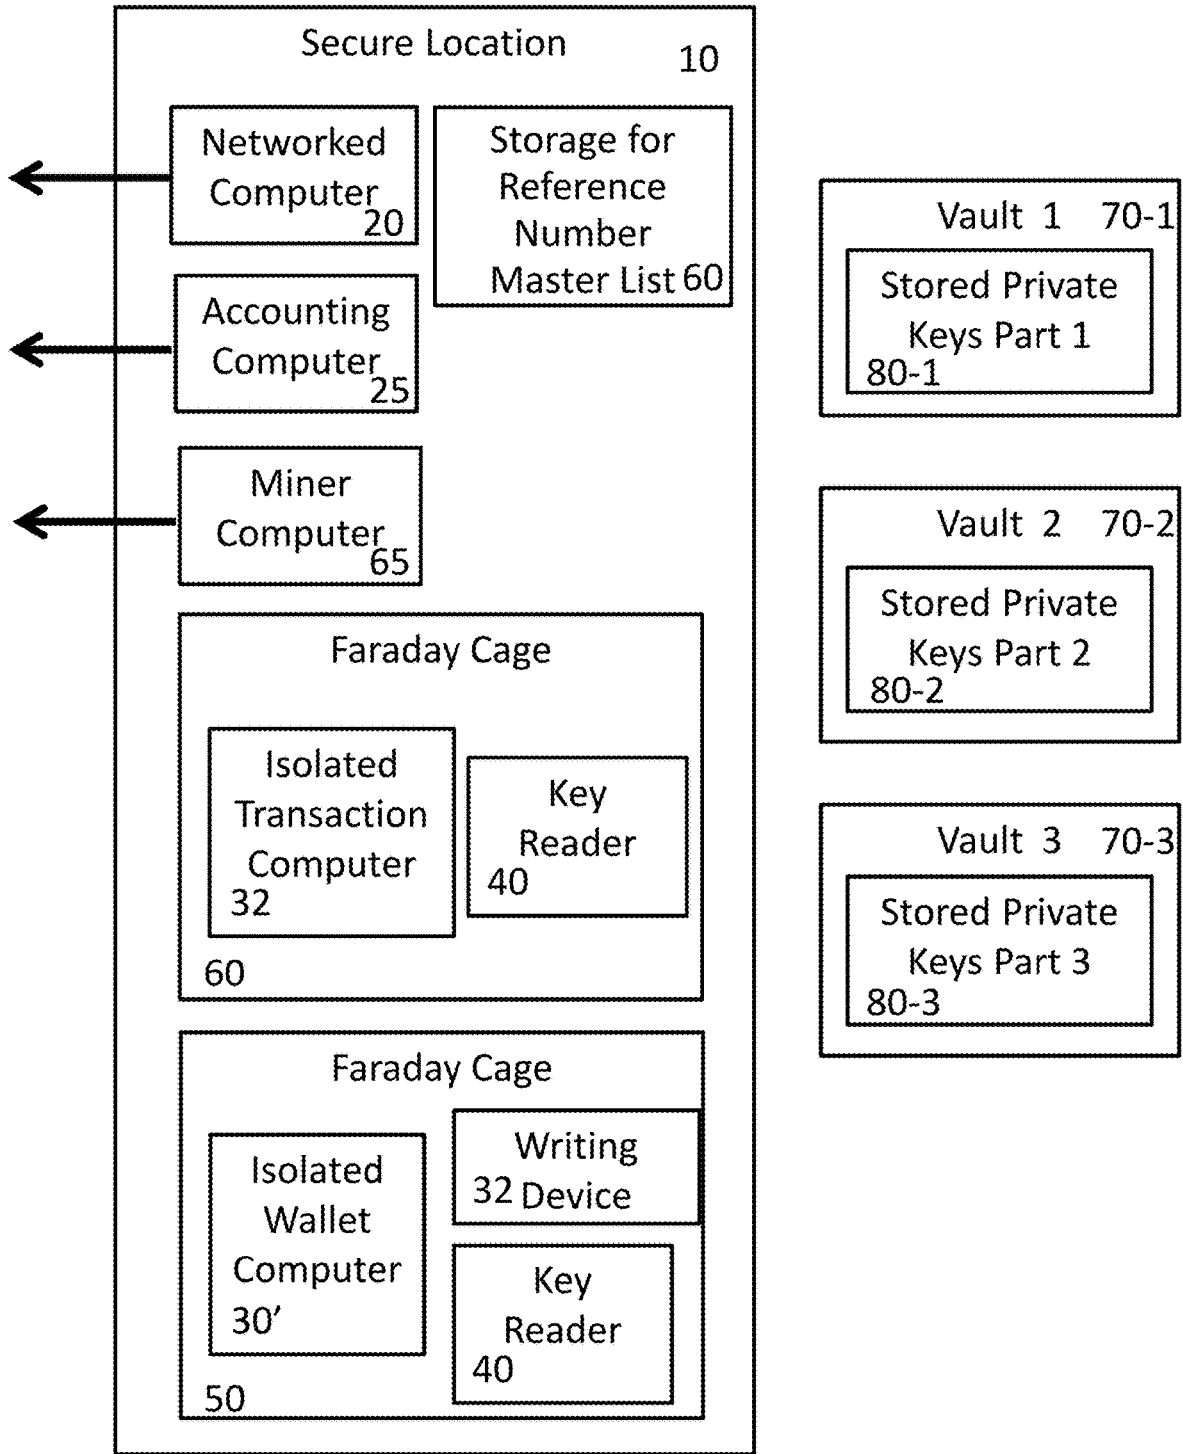 Secure Location
10
Networked
Computer
20
Storage for
Reference
Number
Master List 60
Accounting
Computer
25
Miner
Computer
65
Faraday Cage
Isolated
Transaction
Computer
32
Key
Reader
40
60
Faraday Cage
Isolated
Wallet
Computer
30'
Writing
32 Device
Key
Reader
40
50
Vault 1 70-1
Stored Private
Keys Part 1
80-1
Vault 2 70-2
Stored Private
Keys Part 2
80-2
Vault 3 70-3
Stored Private
Keys Part 3
80-3